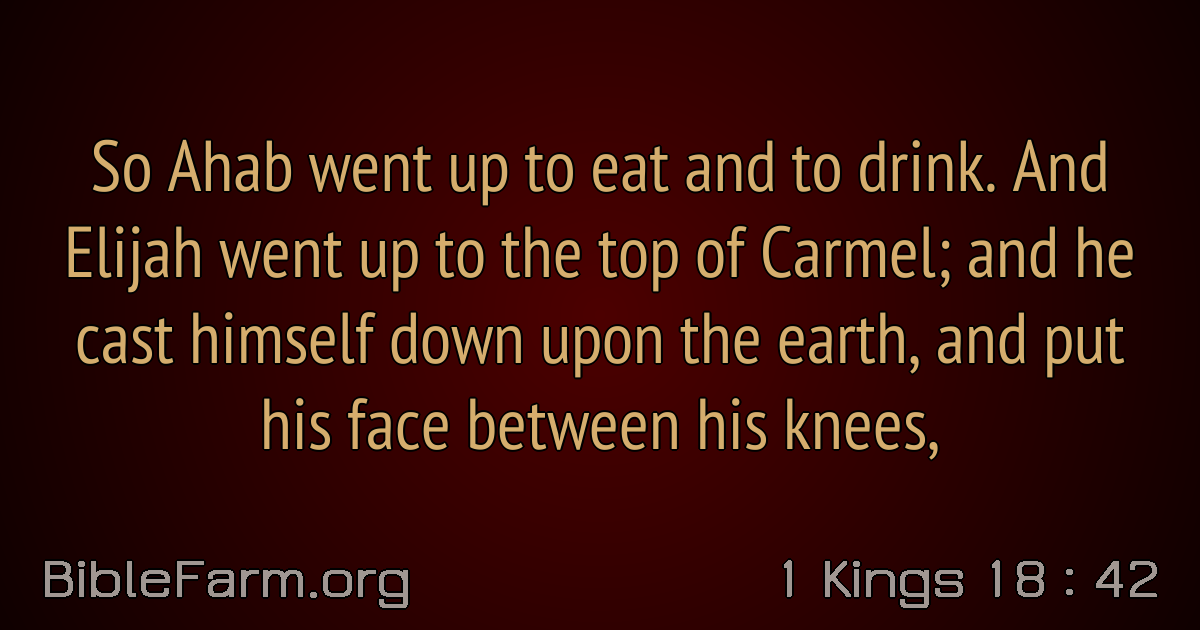 So Ahab went up to eat and to drink. And
Elijah went up to the top of Carmel; and he
cast himself down upon the earth, and put
his face between his knees,
BibleFarm.org
1 Kings 18 : 42